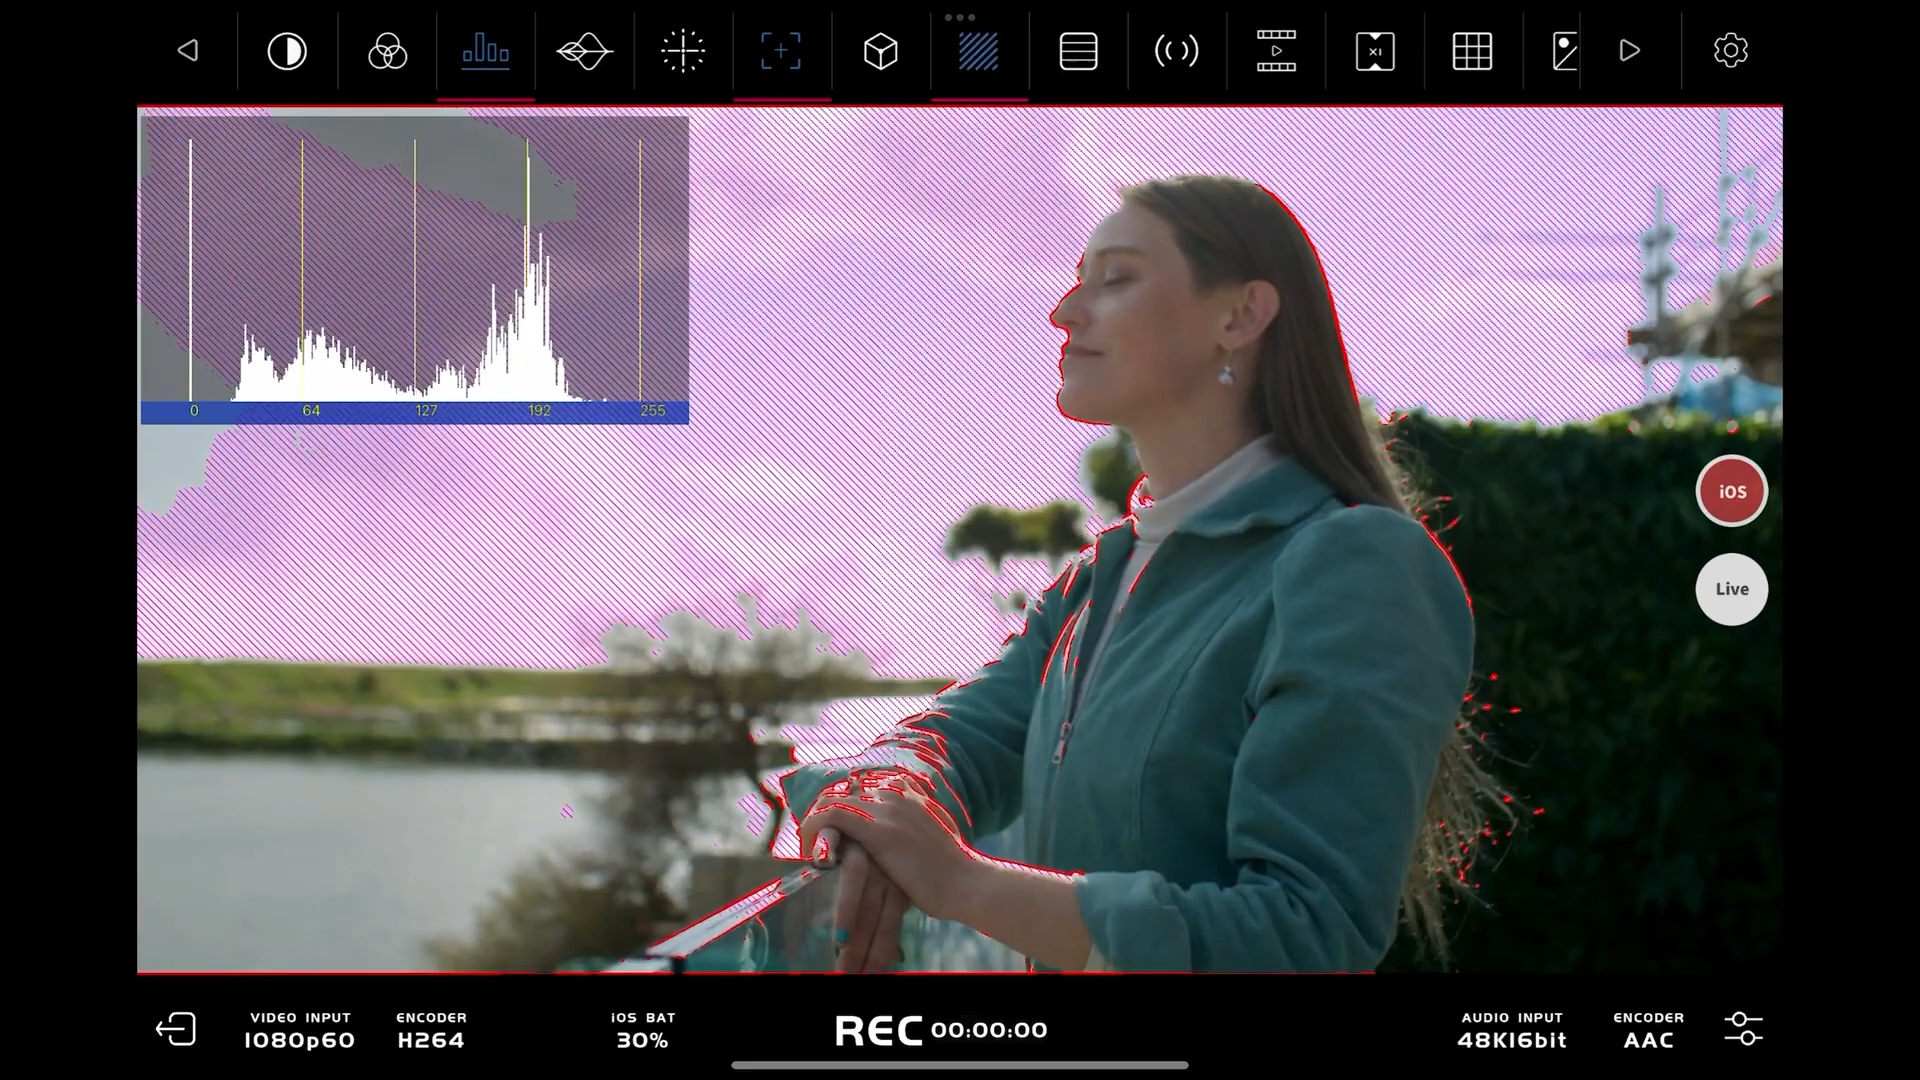 XI
0 64 127 192 255
iOS
Live
VIDEO INPUT
1080p60
ENCODER
H264
iOS BAT
30%
REC 00:00:00
AUDIO INPUT
48K16bit
ENCODER
AAC